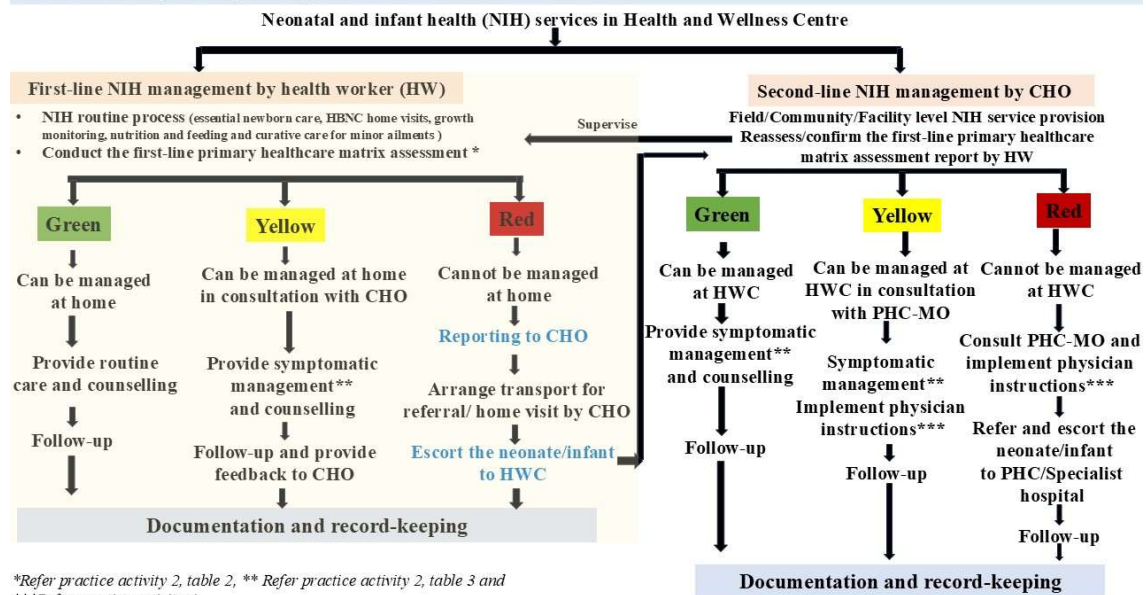 Neonatal and infant health (NIH) services in Health and Wellness Centre
First-line NIH management by health worker (HW)
• NIH routine process (essential newborn care, HBNC home visits, growth
monitoring, nutrition and feeding and curative care for minor ailments )
• Conduct the first-line primary healthcare matrix assessment *
Green
Can be managed
at home
Provide routine
care and counselling
Follow-up
Yellow
Can be managed at home
in consultation with CHO
Provide symptomatic
management**
and counselling
Follow-up and provide
feedback to CHO
Red
Cannot be managed
at home
Reporting to CHO
Arrange transport for
referral/ home visit by CHO
Escort the neonate/infant
to HWC
Documentation and record-keeping
Supervise
Second-line NIH management by CHO
Field/Community/Facility level NIH service provision
Reassess/confirm the first-line primary healthcare
matrix assessment report by HW
Green
Can be managed
at HWC
Provide symptomatic
management**
and counselling
Follow-up
Yellow
Can be managed at
HWC in consultation
with PHC-MO
Symptomatic
management**
Implement physician
instructions***
Follow-up
Red
Cannot be managed
at HWC
Consult PHC-MO and
implement physician
instructions***
Refer and escort the
neonate/infant
to PHC/Specialist
hospital
Follow-up
Documentation and record-keeping
*Refer practice activity 2, table 2, ** Refer practice activity 2, table 3 and